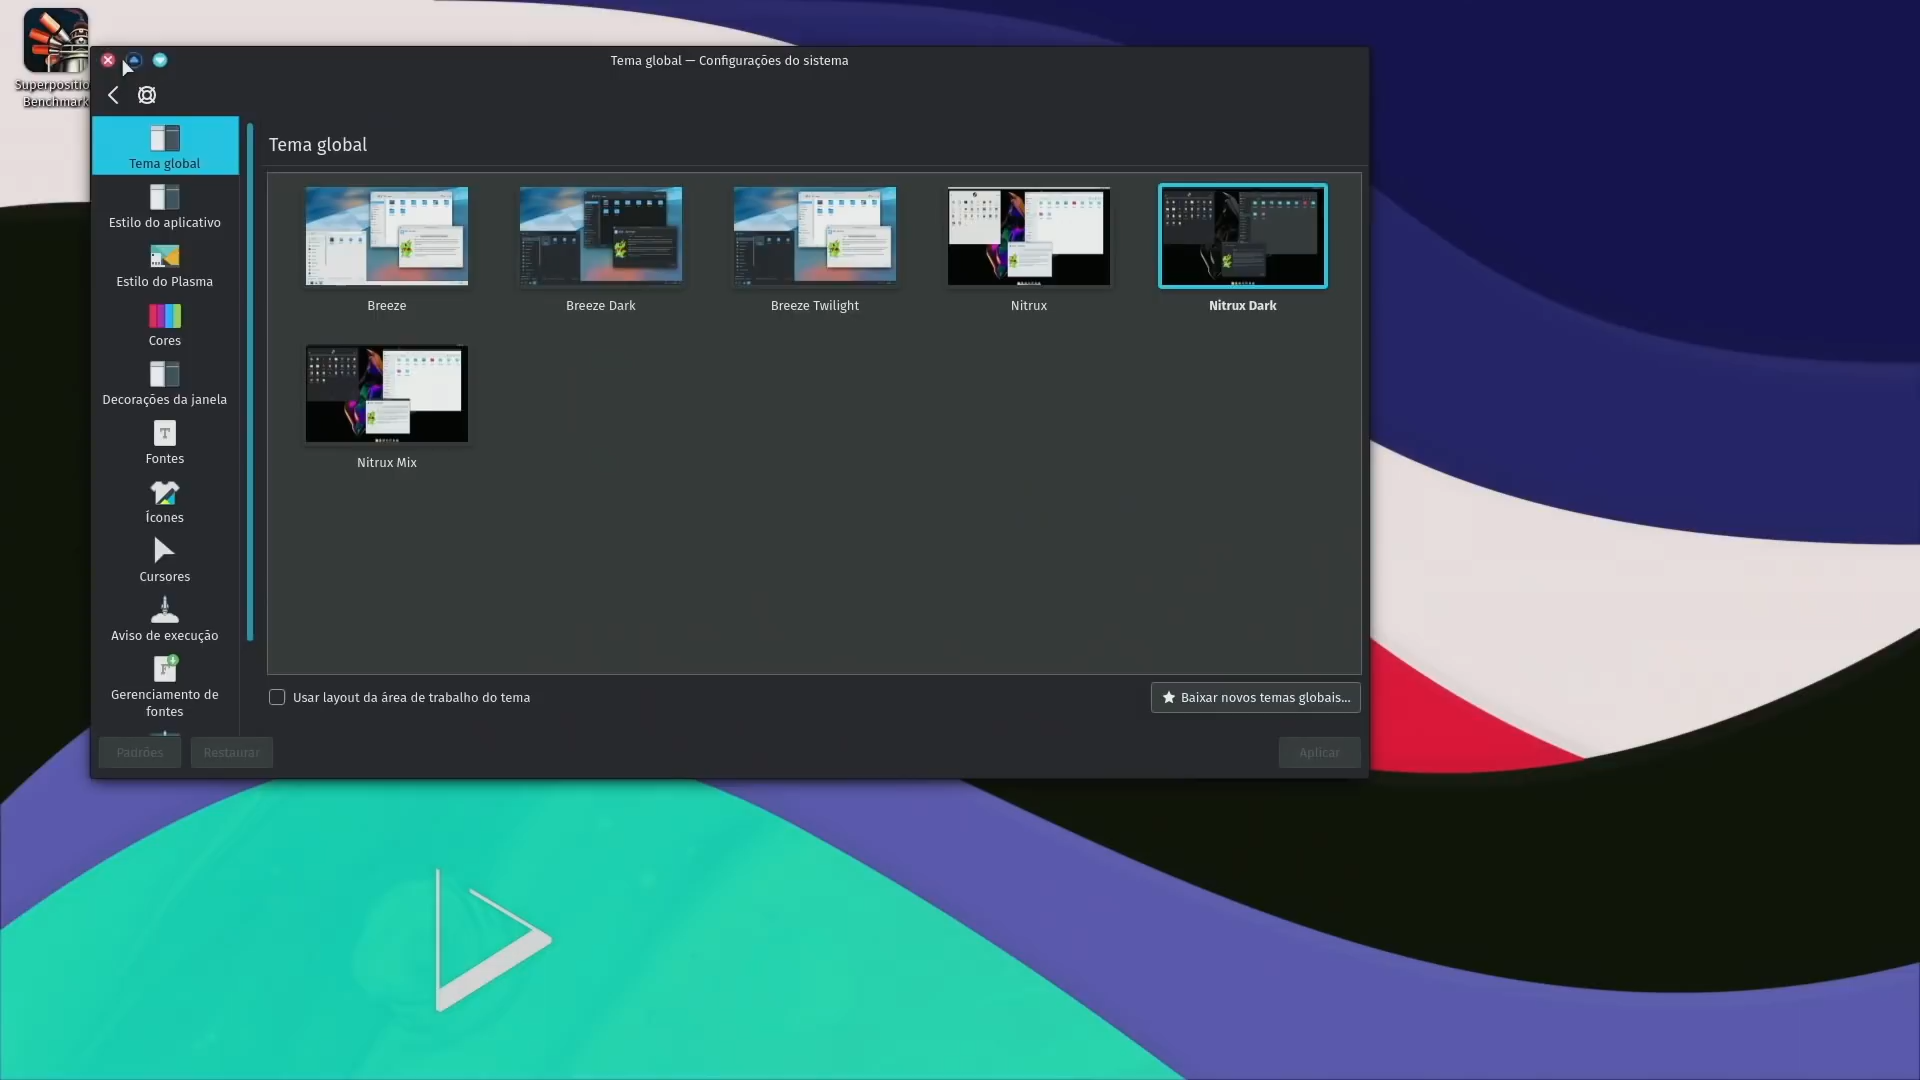 Superpositio
Benchmark
Tema global — Configurações do sistema
Tema global
Estilo do aplicativo
Estilo do Plasma
Cores
Decorações da janela
Fontes
Ícones
Cursores
Aviso de execução
Gerenciamento de
fontes
Tema global
Breeze
Breeze Dark
Breeze Twilight
Nitrux
Nitrux Dark
Nitrux Mix
Usar layout da área de trabalho do tema
Baixar novos temas globais...
Padrões
Restaurar
Aplicar